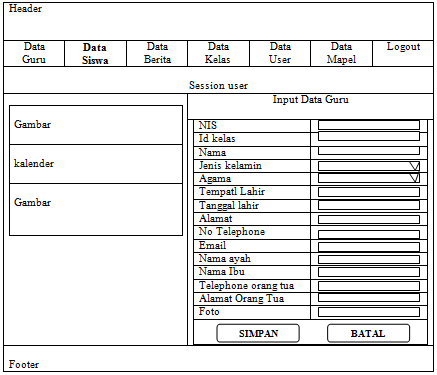 Header
Data Guru
Data Siswa
Data Berita
Data Kelas
Data User
Data Mapel
Logout
Session user
Gambar
kalender
Gambar
Input Data Guru
NIS
Id kelas
Nama
Jenis kelamin
Agama
Tempatl Lahir
Tanggal lahir
Alamat
No Telephone
Email
Nama ayah
Nama Ibu
Telephone orang tua
Alamat Orang Tua
Foto
SIMPAN
BATAL
Footer